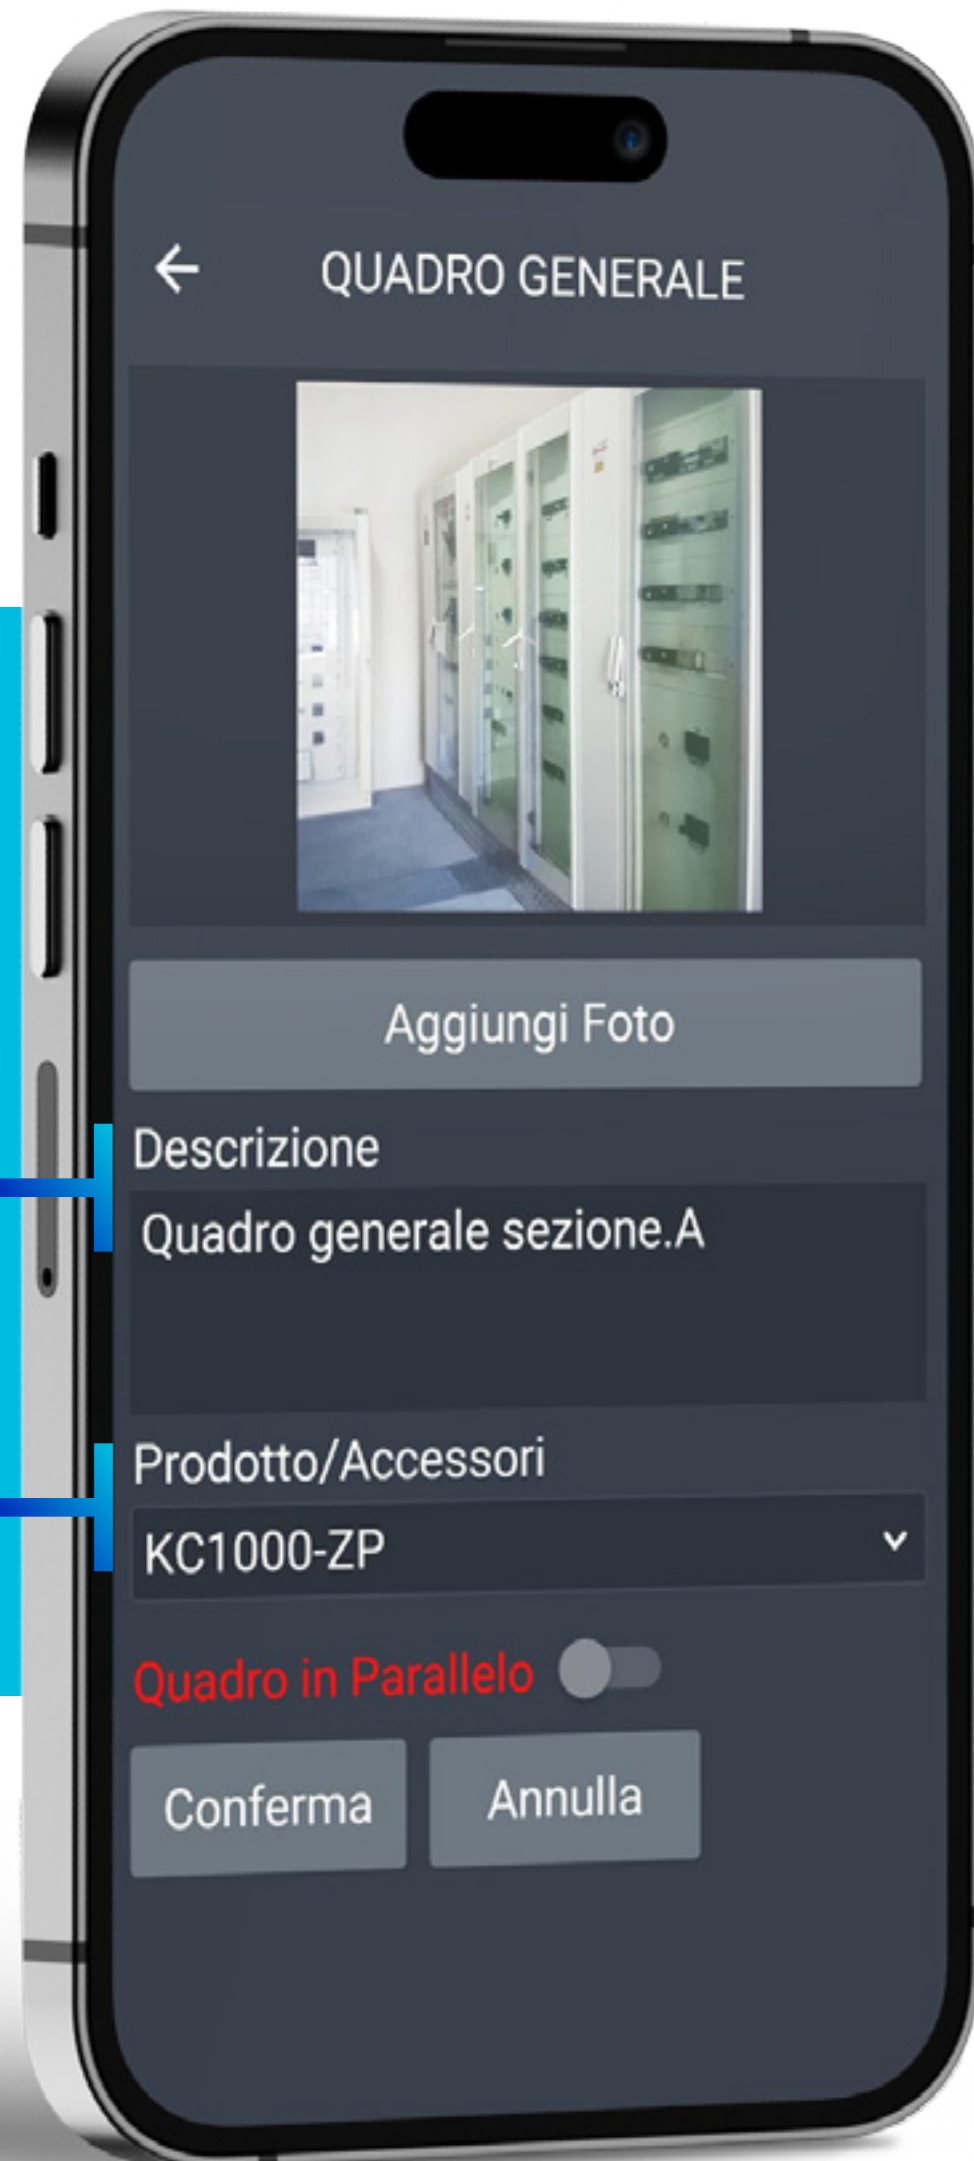 QUADRO GENERALE
Aggiungi Foto
Descrizione
Quadro generale sezione.A
Prodotto/Accessori
KC1000-ZP
Quadro in Parallelo
Conferma
Annulla